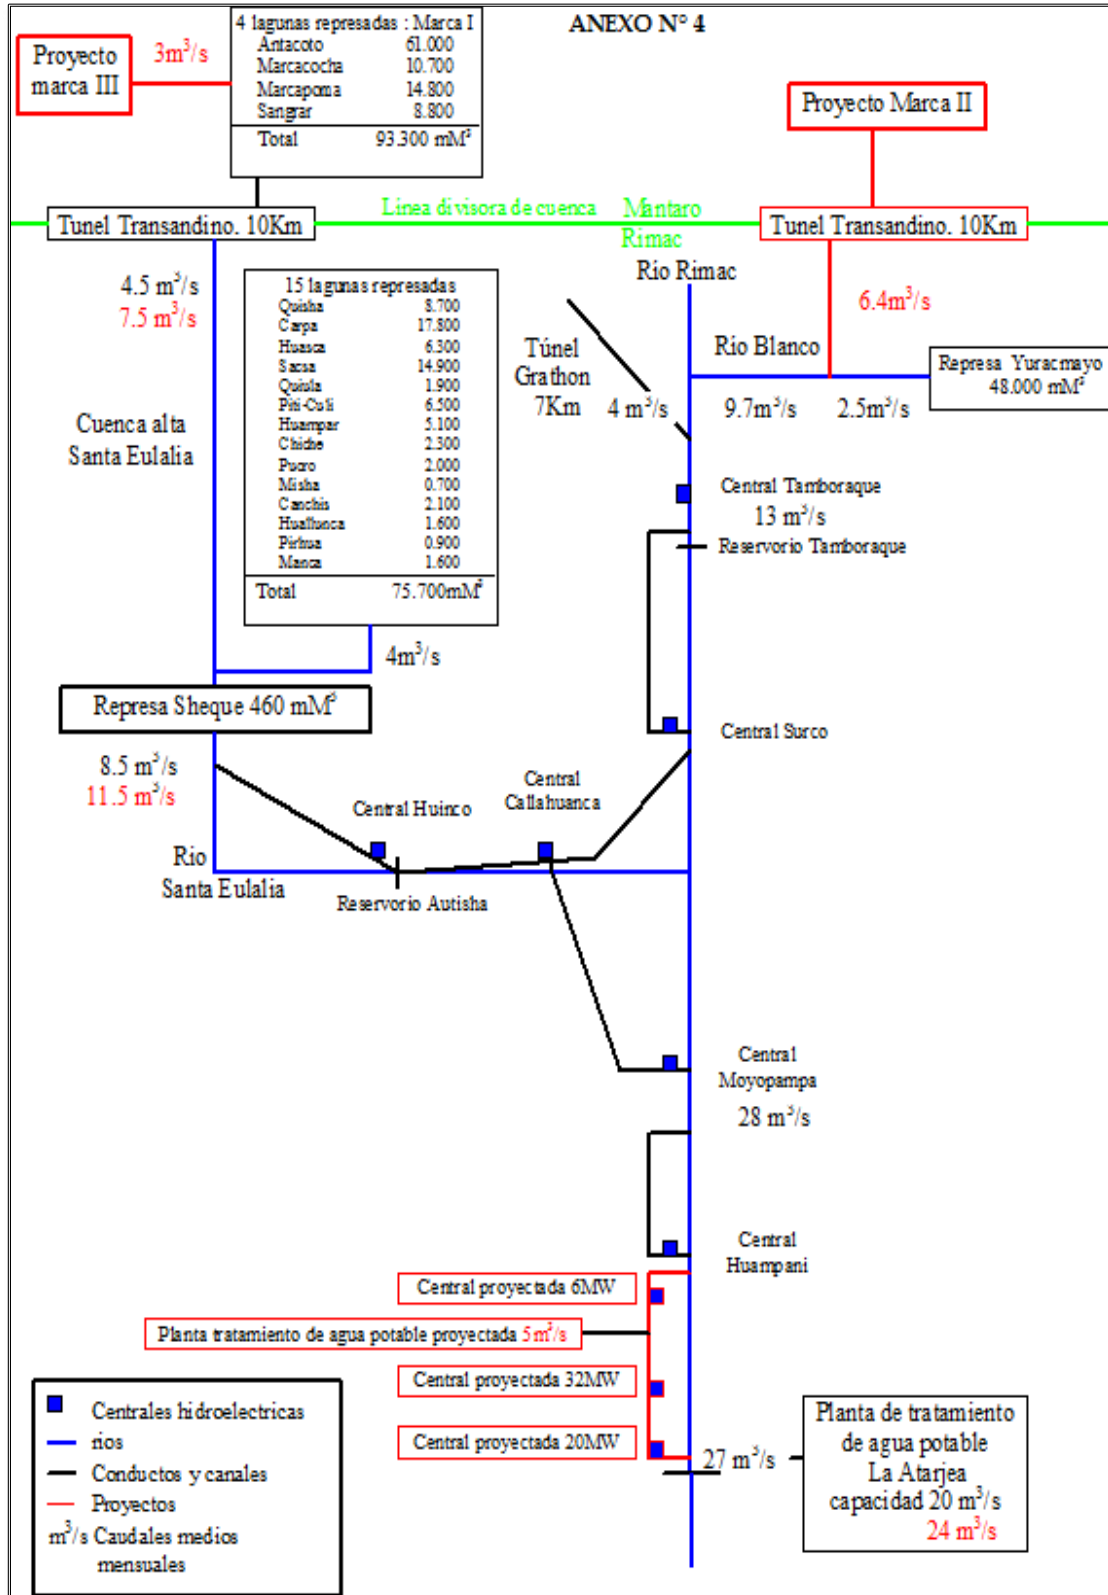 ANEXO N° 4
Proyecto
marca III
3m³/s
4 lagunas represadas : Marca I
Antacoto 61.000
Marcacocha 10.700
Marcapoma 14.800
Sangrar 8.800
Total 93.300 mM³
Proyecto Marca II
Tunel Transandino. 10Km
Linea divisora de cuenca
Mantaro
Rimac
Tunel Transandino. 10Km
Río Rimac
4.5 m³/s
7.5 m³/s
6.4m³/s
15 lagunas represadas
Quisha 8.700
Carpa 17.800
Huasca 6.300
Sacsa 14.900
Quisla 1.900
Piti-Culi 6.500
Huampar 5.100
Chiche 2.300
Pucro 2.000
Misha 0.700
Canchis 2.100
Huallunca 1.600
Pirhua 0.900
Manca 1.600
Total 75.700mM³
Túnel
Grathon
7Km
4 m³/s
Rio Blanco
9.7m³/s
2.5m³/s
Represa Yuracmayo
48.000 mM³
Cuenca alta
Santa Eulalia
Central Tamboraque
13 m³/s
Reservorio Tamboraque
4m³/s
Represa Sheque 460 mM³
Central Surco
8.5 m³/s
11.5 m³/s
Central Huinco
Central
Callahuanca
Rio
Santa Eulalia
Reservorio Autisha
Central
Moyopampa
28 m³/s
Central
Huampani
Central proyectada 6MW
Planta tratamiento de agua potable proyectada 5m³/s
Central proyectada 32MW
Central proyectada 20MW
27 m³/s
Planta de tratamiento
de agua potable
La Atarjea
capacidad 20 m³/s
24 m³/s
Centrales hidroelectricas
rios
Conductos y canales
Proyectos
m³/s Caudales medios
mensuales